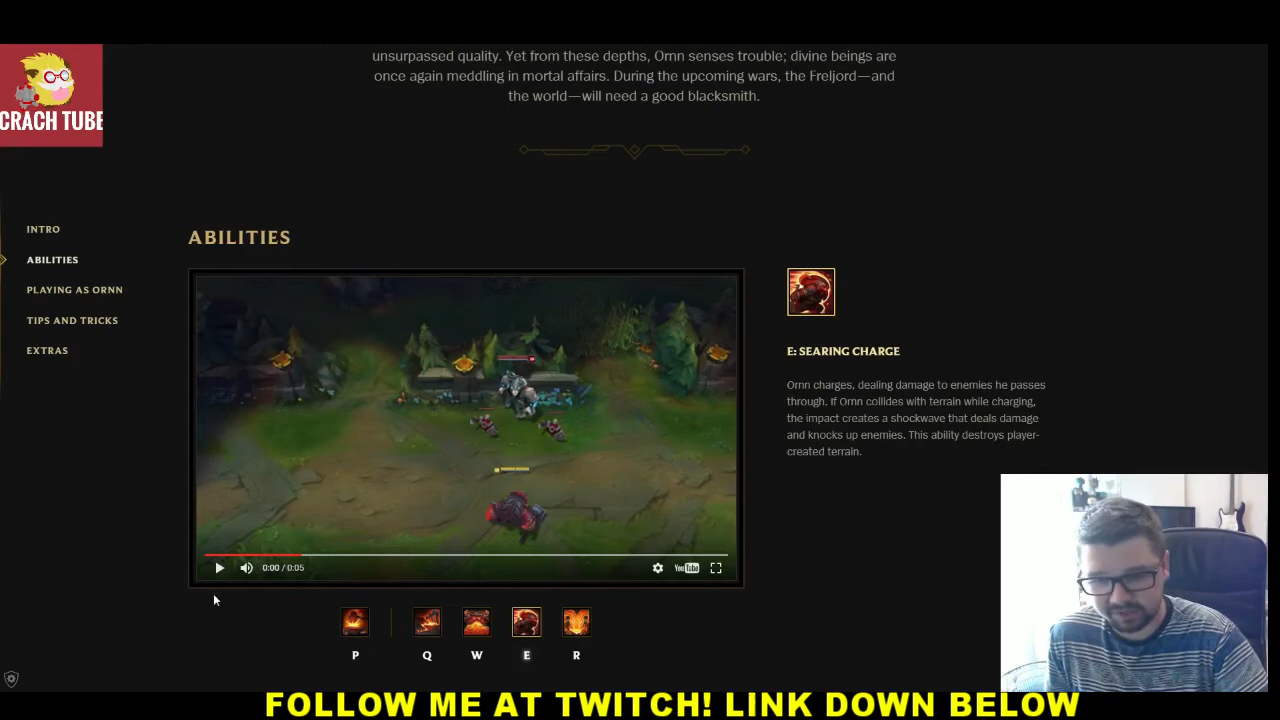 unsurpassed quality. Yet from these depths, Ornn senses trouble; divine beings are
once again meddling in mortal affairs. During the upcoming wars, the Freljord—and
the world—will need a good blacksmith.
CRACH TUBE
INTRO
ABILITIES
PLAYING AS ORNN
TIPS AND TRICKS
EXTRAS
ABILITIES
0:00 / 0:05
YouTube
P
Q
W
E
R
E: SEARING CHARGE
Ornn charges, dealing damage to enemies he passes
through. If Ornn collides with terrain while charging,
the impact creates a shockwave that deals damage
and knocks up enemies. This ability destroys player-
created terrain.
FOLLOW ME AT TWITCH! LINK DOWN BELOW